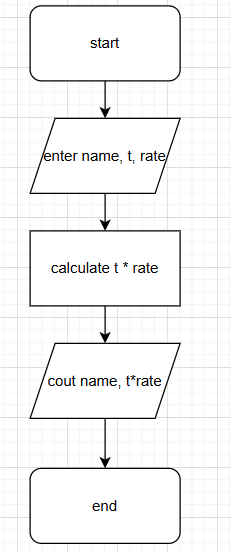 start
enter name, t, rate
calculate t * rate
cout name, t*rate
end